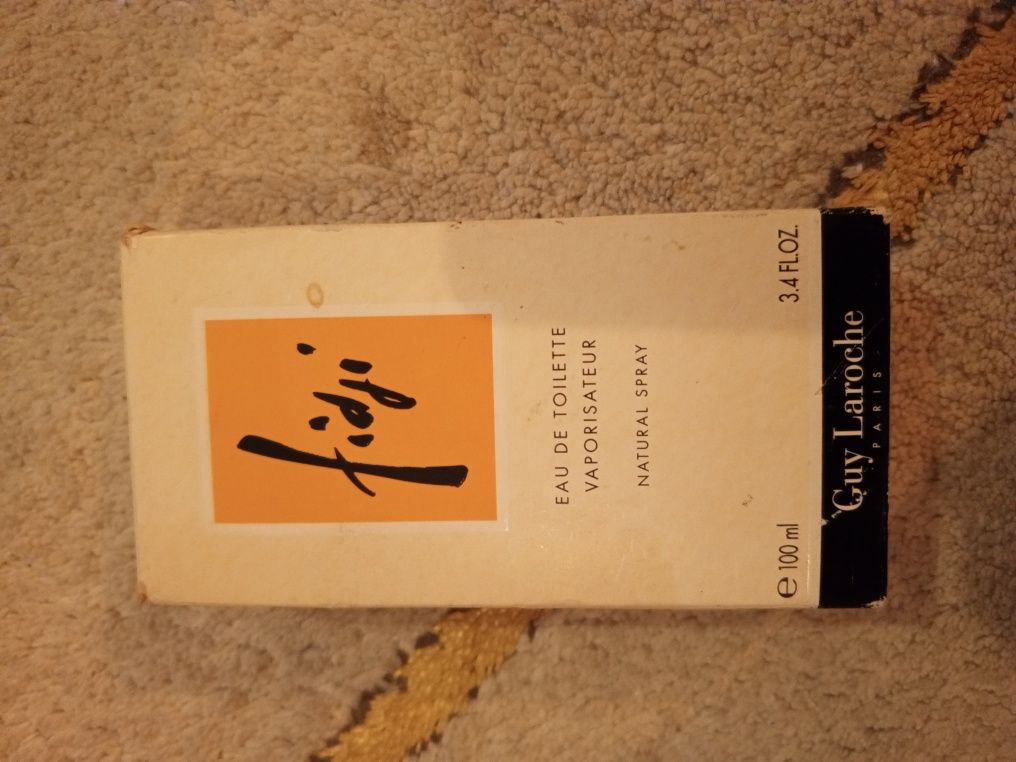 fidji
EAU DE TOILETTE
VAPORISATEUR
NATURAL SPRAY
℮ 100 ml 3.4 FL.OZ.
Guy Laroche
PARIS